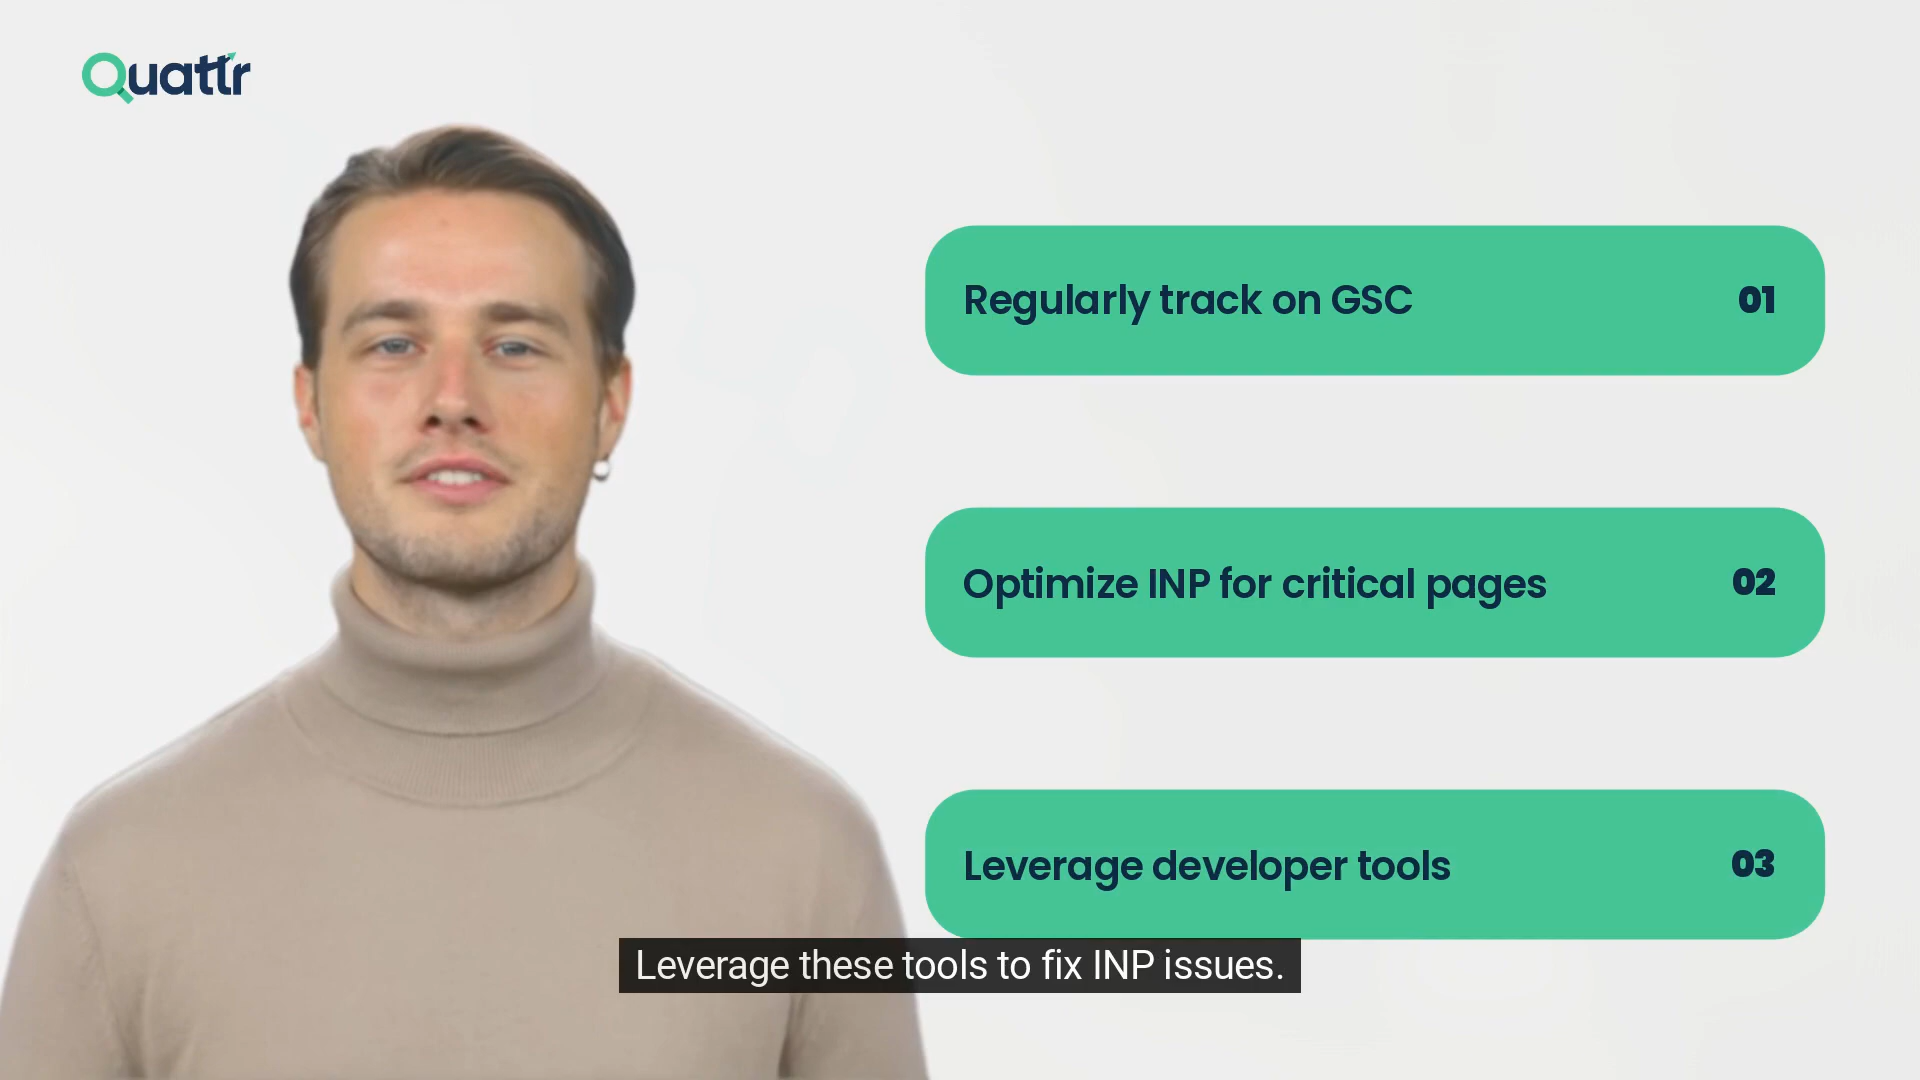 Quattr
Regularly track on GSC
01
Optimize INP for critical pages
02
Leverage developer tools
03
Leverage these tools to fix INP issues.